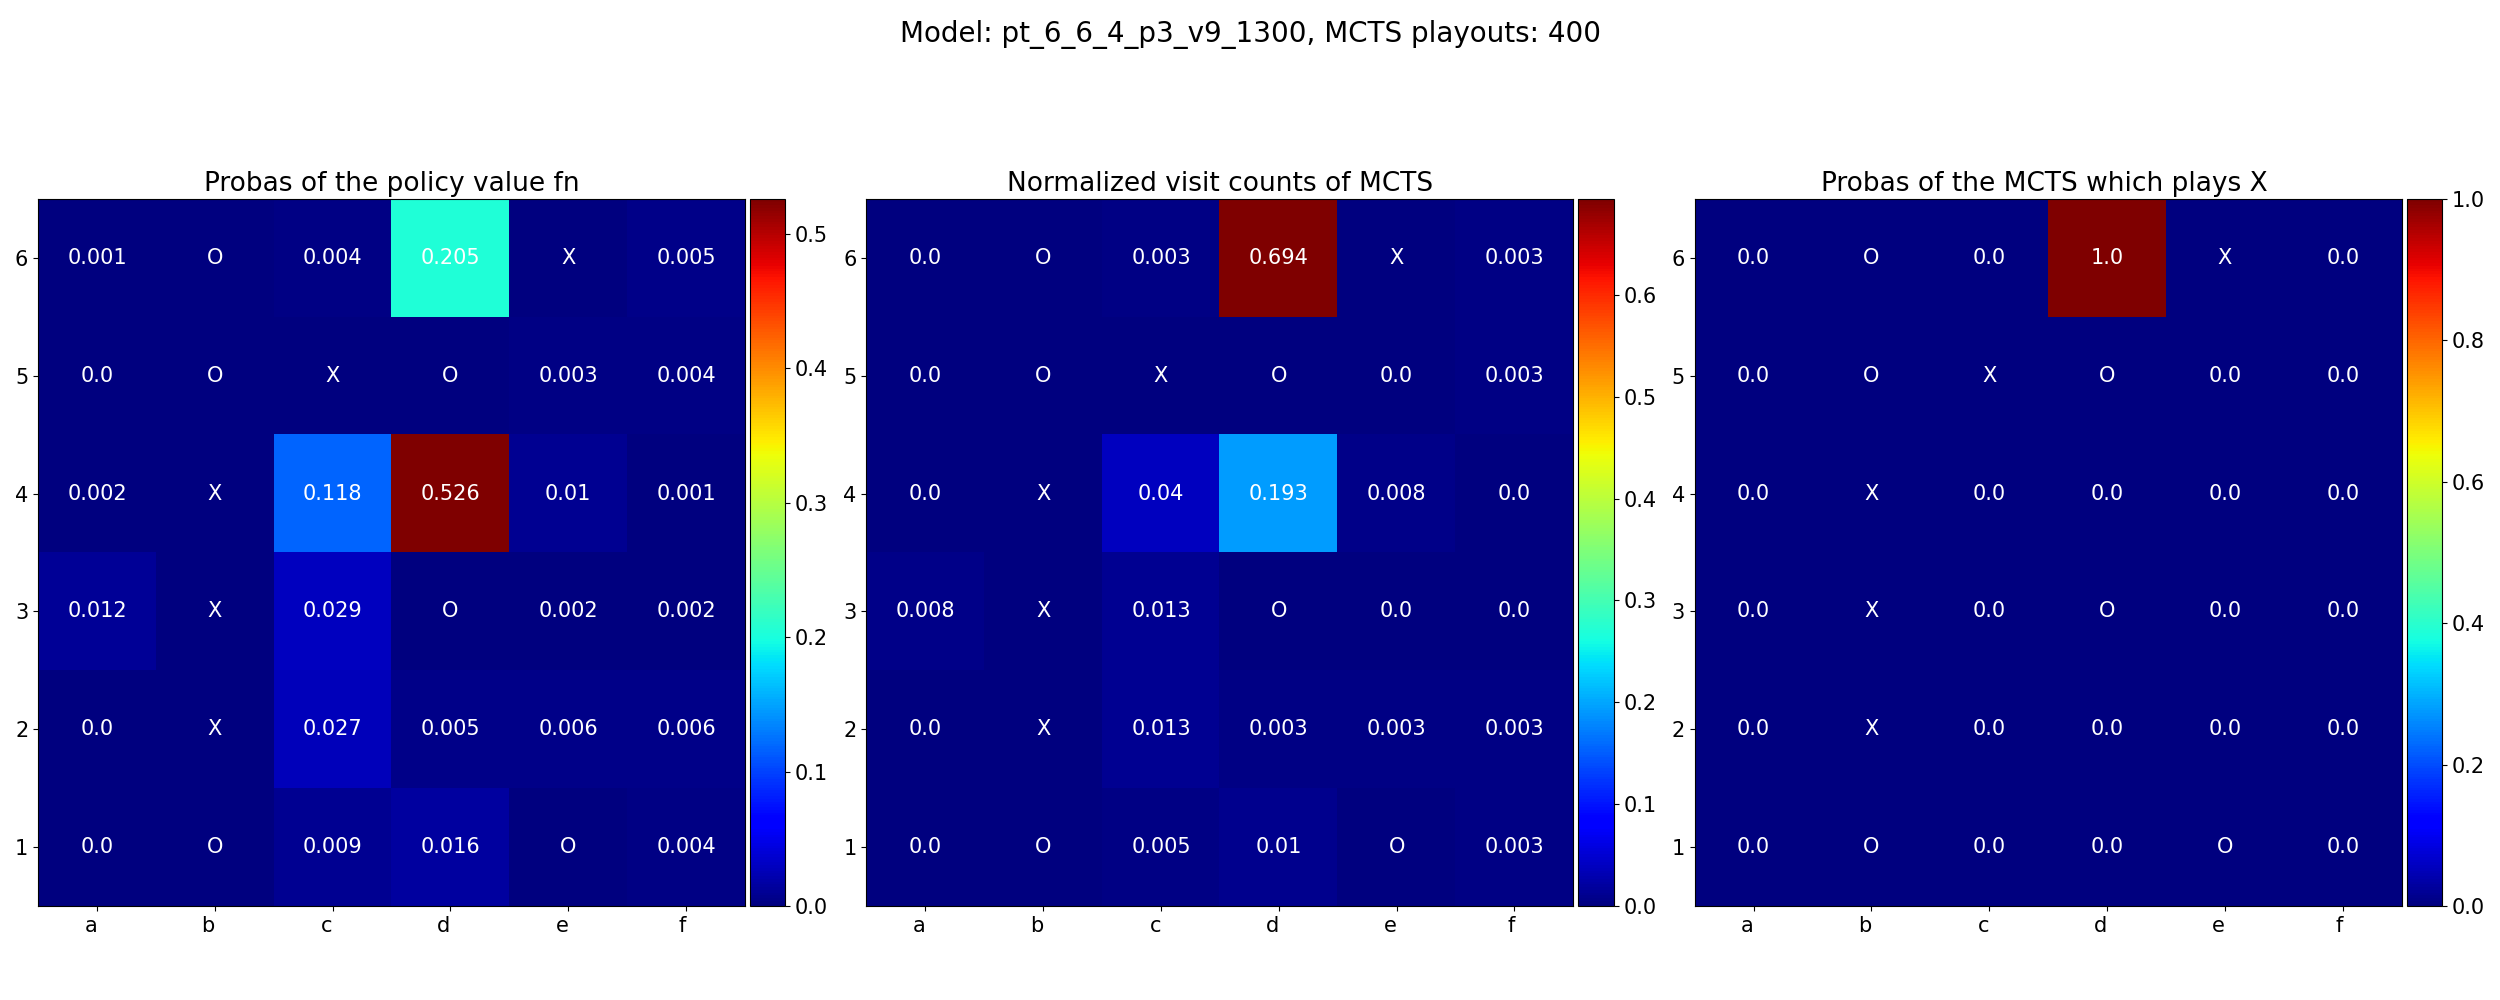 Model: pt_6_6_4_p3_v9_1300, MCTS playouts: 400
Probas of the policy value fn
6 0.001 O 0.004 0.205 X 0.005
5 0.0 O X O 0.003 0.004
4 0.002 X 0.118 0.526 0.01 0.001
3 0.012 X 0.029 O 0.002 0.002
2 0.0 X 0.027 0.005 0.006 0.006
1 0.0 O 0.009 0.016 O 0.004
a b c d e f
0.5
0.4
0.3
0.2
0.1
0.0
Normalized visit counts of MCTS
6 0.0 O 0.003 0.694 X 0.003
5 0.0 O X O 0.0 0.003
4 0.0 X 0.04 0.193 0.008 0.0
3 0.008 X 0.013 O 0.0 0.0
2 0.0 X 0.013 0.003 0.003 0.003
1 0.0 O 0.005 0.01 O 0.003
a b c d e f
0.6
0.5
0.4
0.3
0.2
0.1
0.0
Probas of the MCTS which plays X
6 0.0 O 0.0 1.0 X 0.0
5 0.0 O X O 0.0 0.0
4 0.0 X 0.0 0.0 0.0 0.0
3 0.0 X 0.0 O 0.0 0.0
2 0.0 X 0.0 0.0 0.0 0.0
1 0.0 O 0.0 0.0 O 0.0
a b c d e f
1.0
0.8
0.6
0.4
0.2
0.0